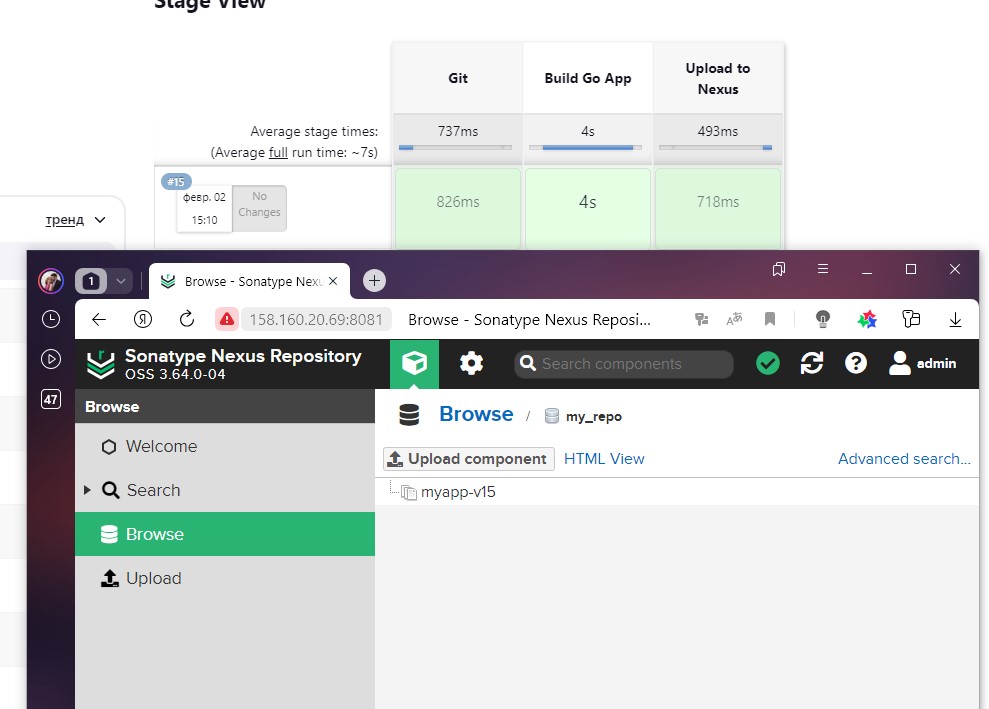 Stage View
Git
Build Go App
Upload to
Nexus
Average stage times:
(Average full run time: ~7s)
737ms
4s
493ms
#15
февр. 02
15:10
No
Changes
826ms
4s
718ms
тренд
1
Browse - Sonatype Nexu
158.160.20.69:8081
Browse - Sonatype Nexus Reposi...
47
Sonatype Nexus Repository
OSS 3.64.0-04
Search components
admin
Browse
Welcome
Search
Browse
Upload
Browse / my_repo
Upload component
HTML View
Advanced search...
myapp-v15